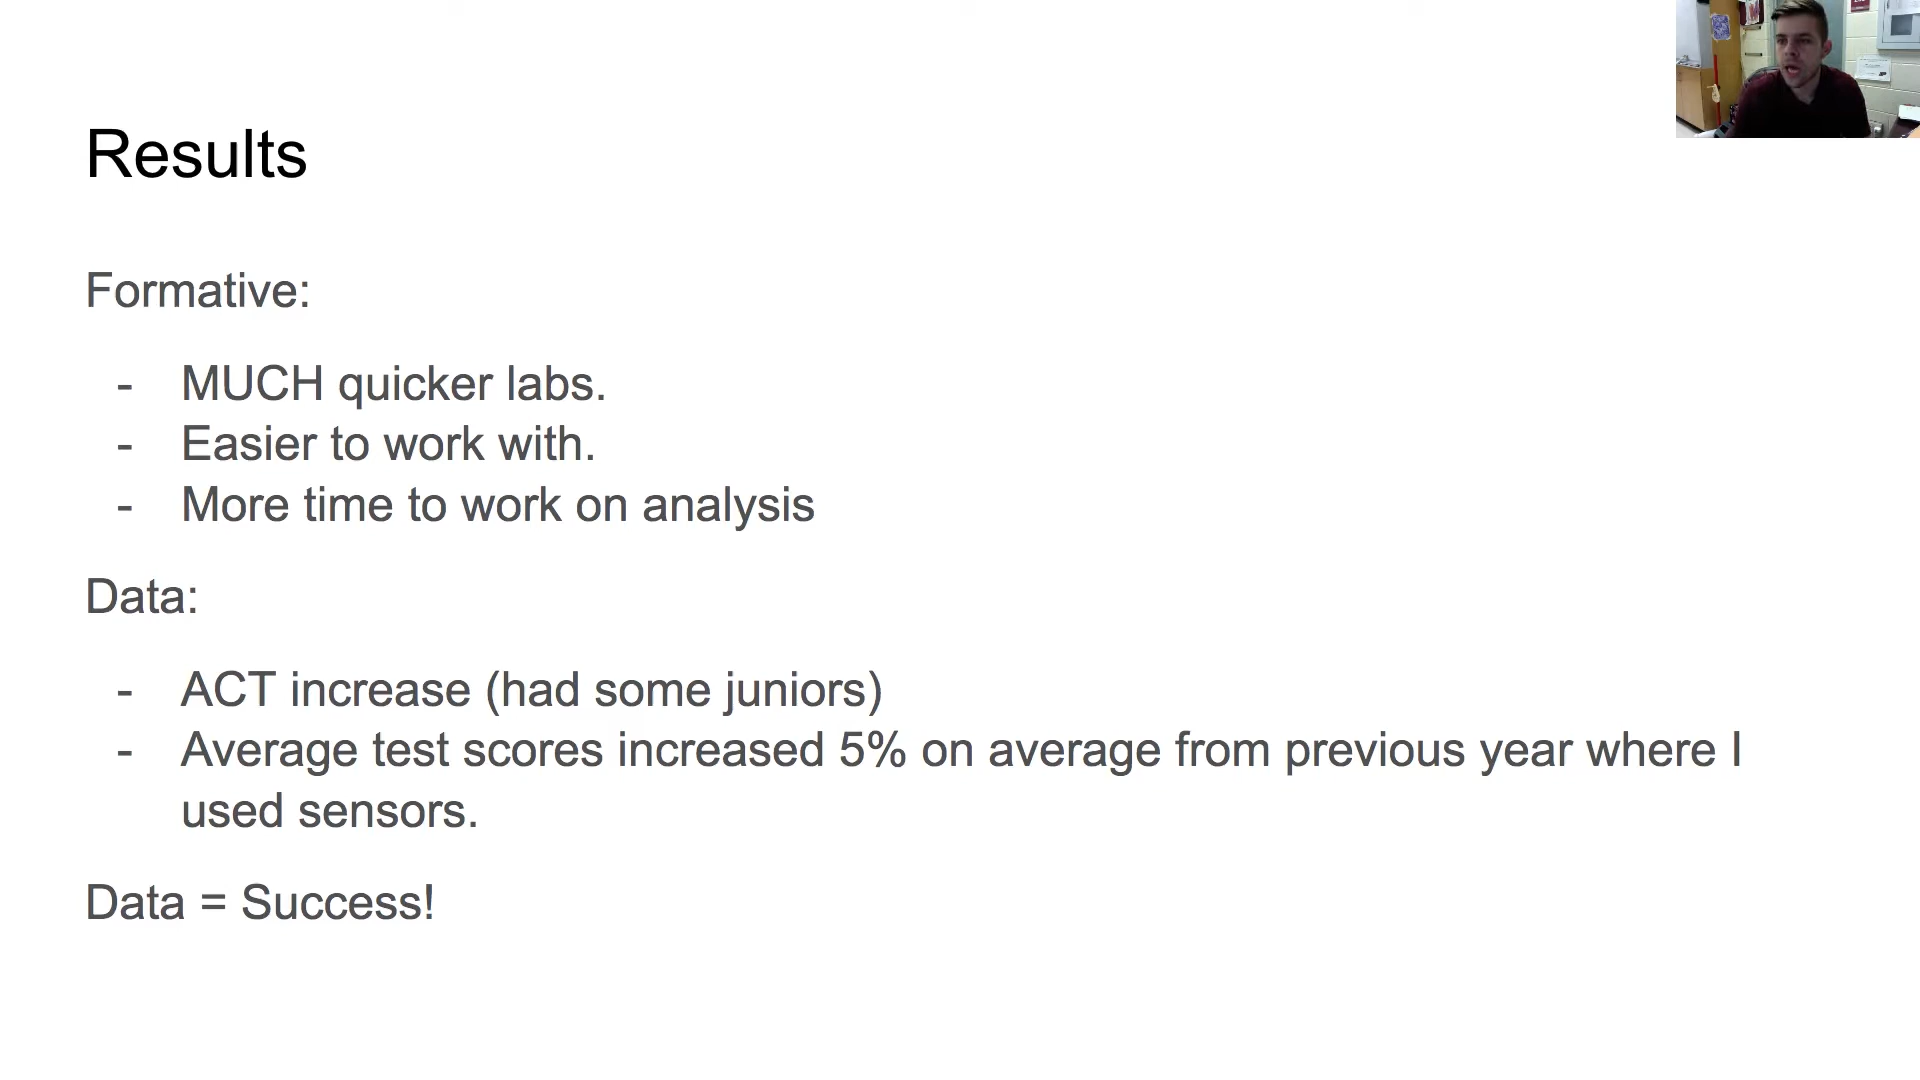 Results
Formative:
- MUCH quicker labs.
- Easier to work with.
- More time to work on analysis
Data:
- ACT increase (had some juniors)
- Average test scores increased 5% on average from previous year where I
used sensors.
Data = Success!